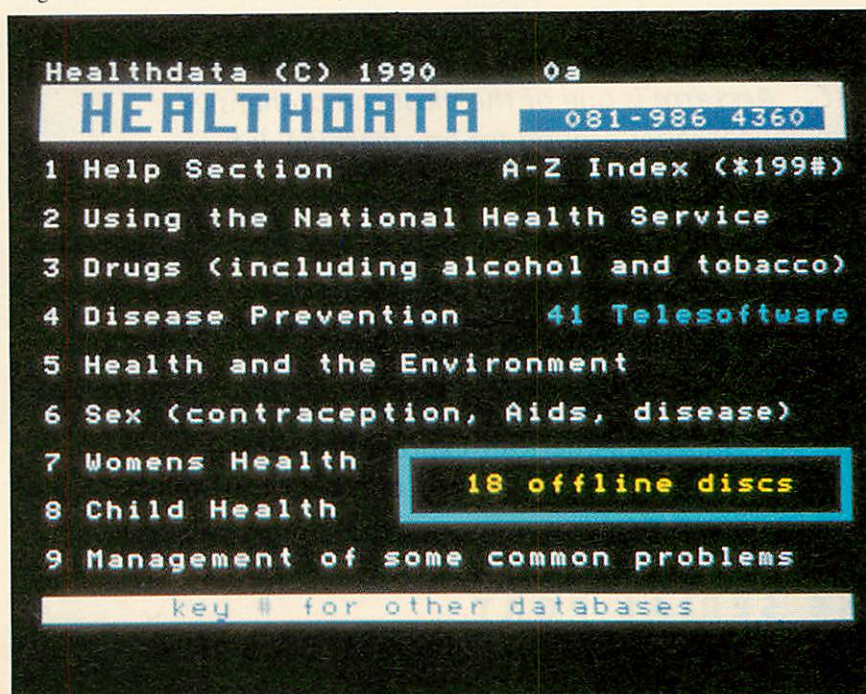 Healthdata (C) 1990 0a
HEALTHDATA 081-986 4360
1 Help Section A-Z Index (*199#)
2 Using the National Health Service
3 Drugs (including alcohol and tobacco)
4 Disease Prevention 41 Telesoftware
5 Health and the Environment
6 Sex (contraception, Aids, disease)
7 Womens Health
18 offline discs
8 Child Health
9 Management of some common problems
key # for other databases